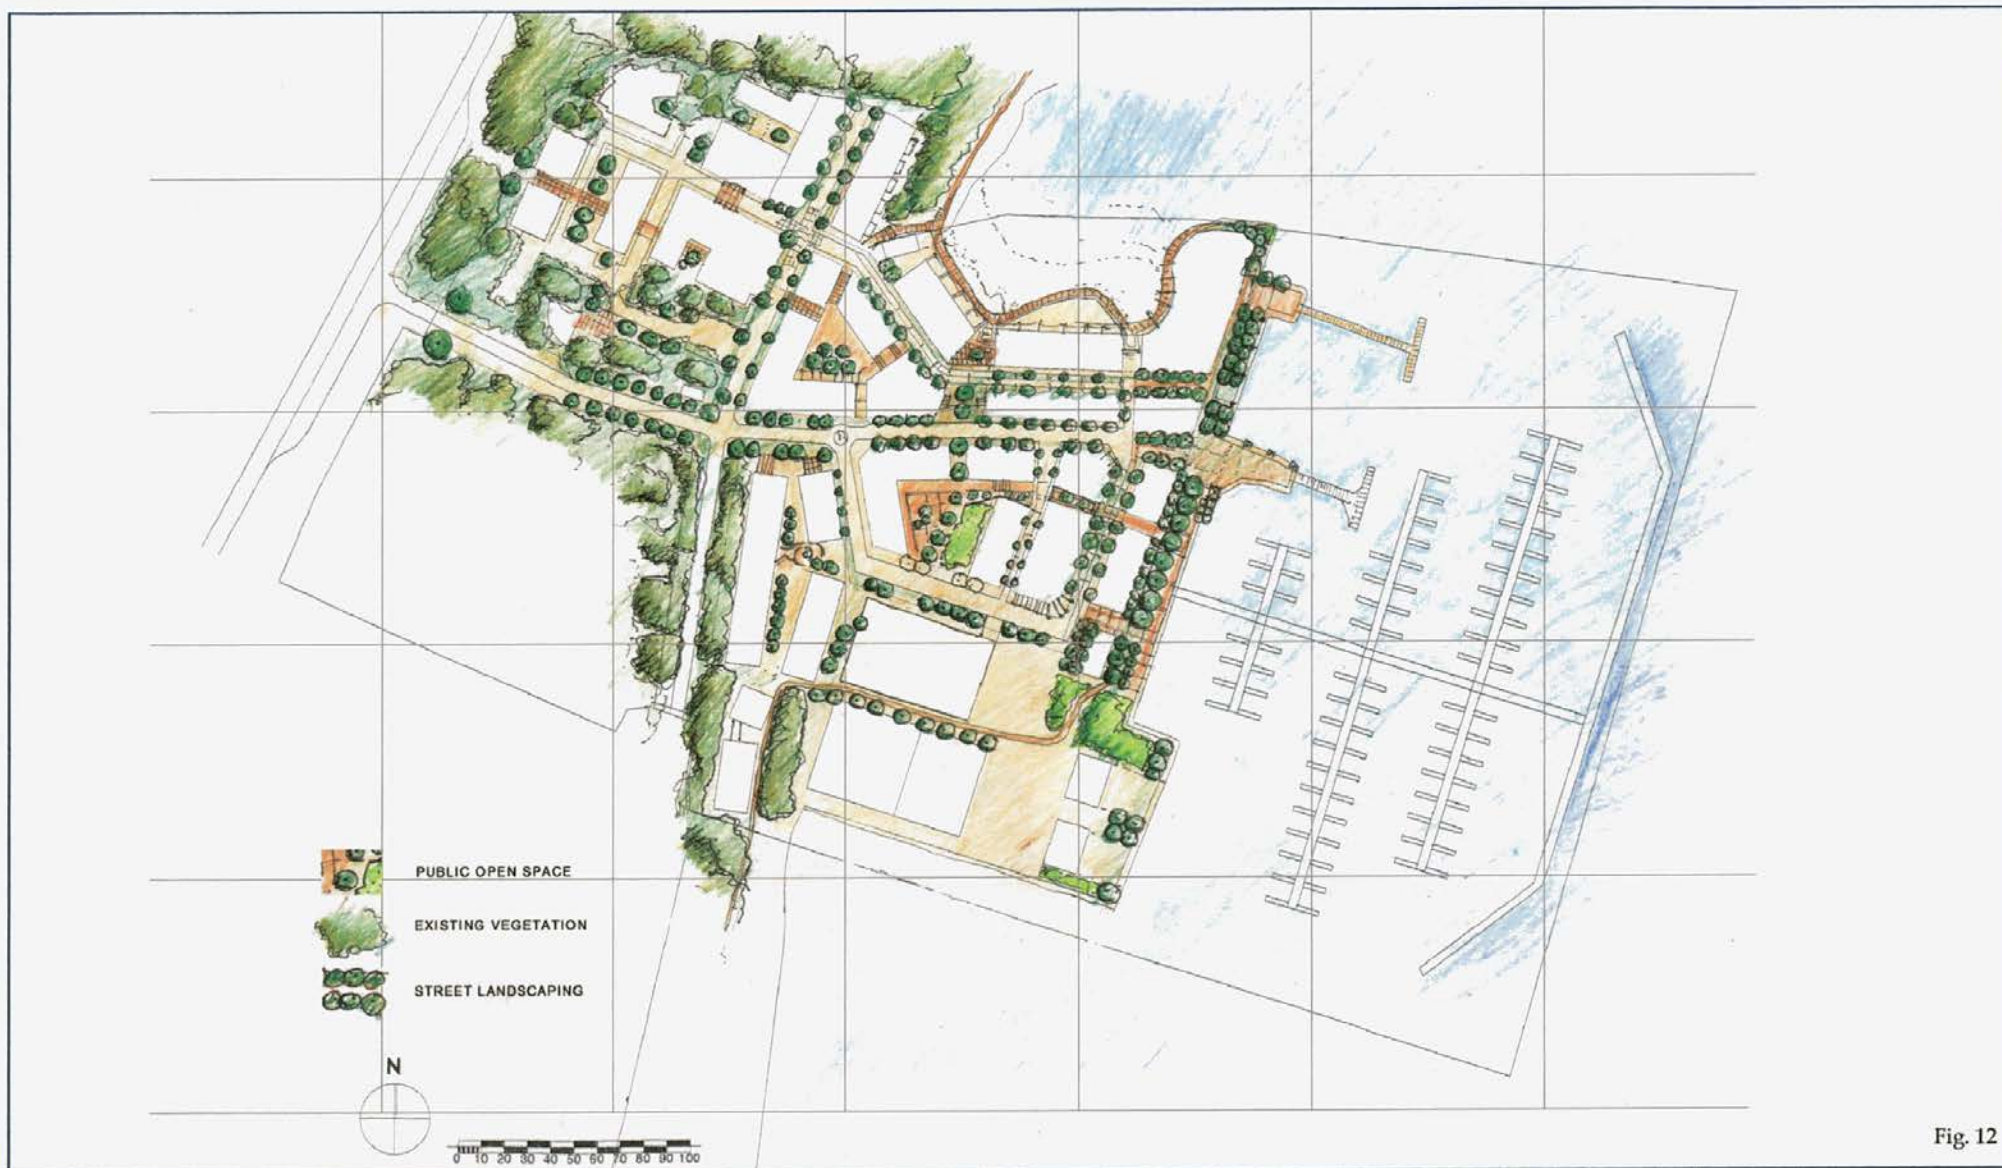 PUBLIC OPEN SPACE
EXISTING VEGETATION
STREET LANDSCAPING
N
0 10 20 30 40 50 60 70 80 90 100
Fig. 12